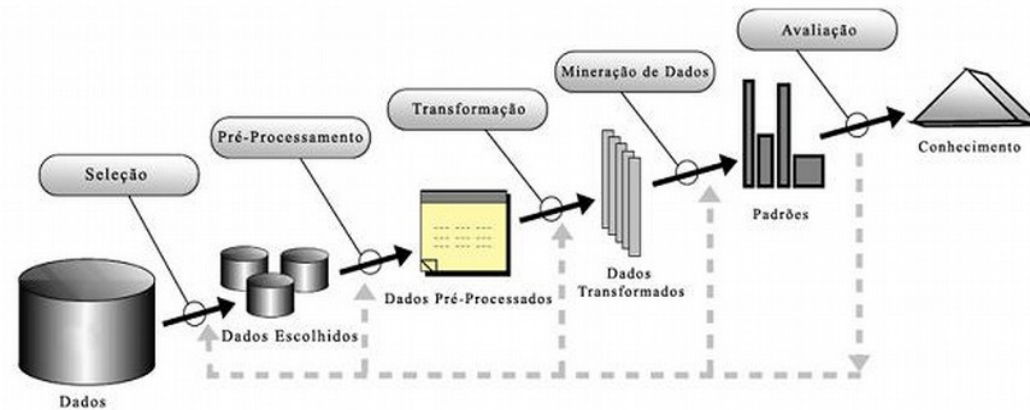 Avaliação
Mineração de Dados
Transformação
Pré-Processamento
Seleção
Conhecimento
Padrões
Dados
Transformados
Dados Pré-Processados
Dados Escolhidos
Dados